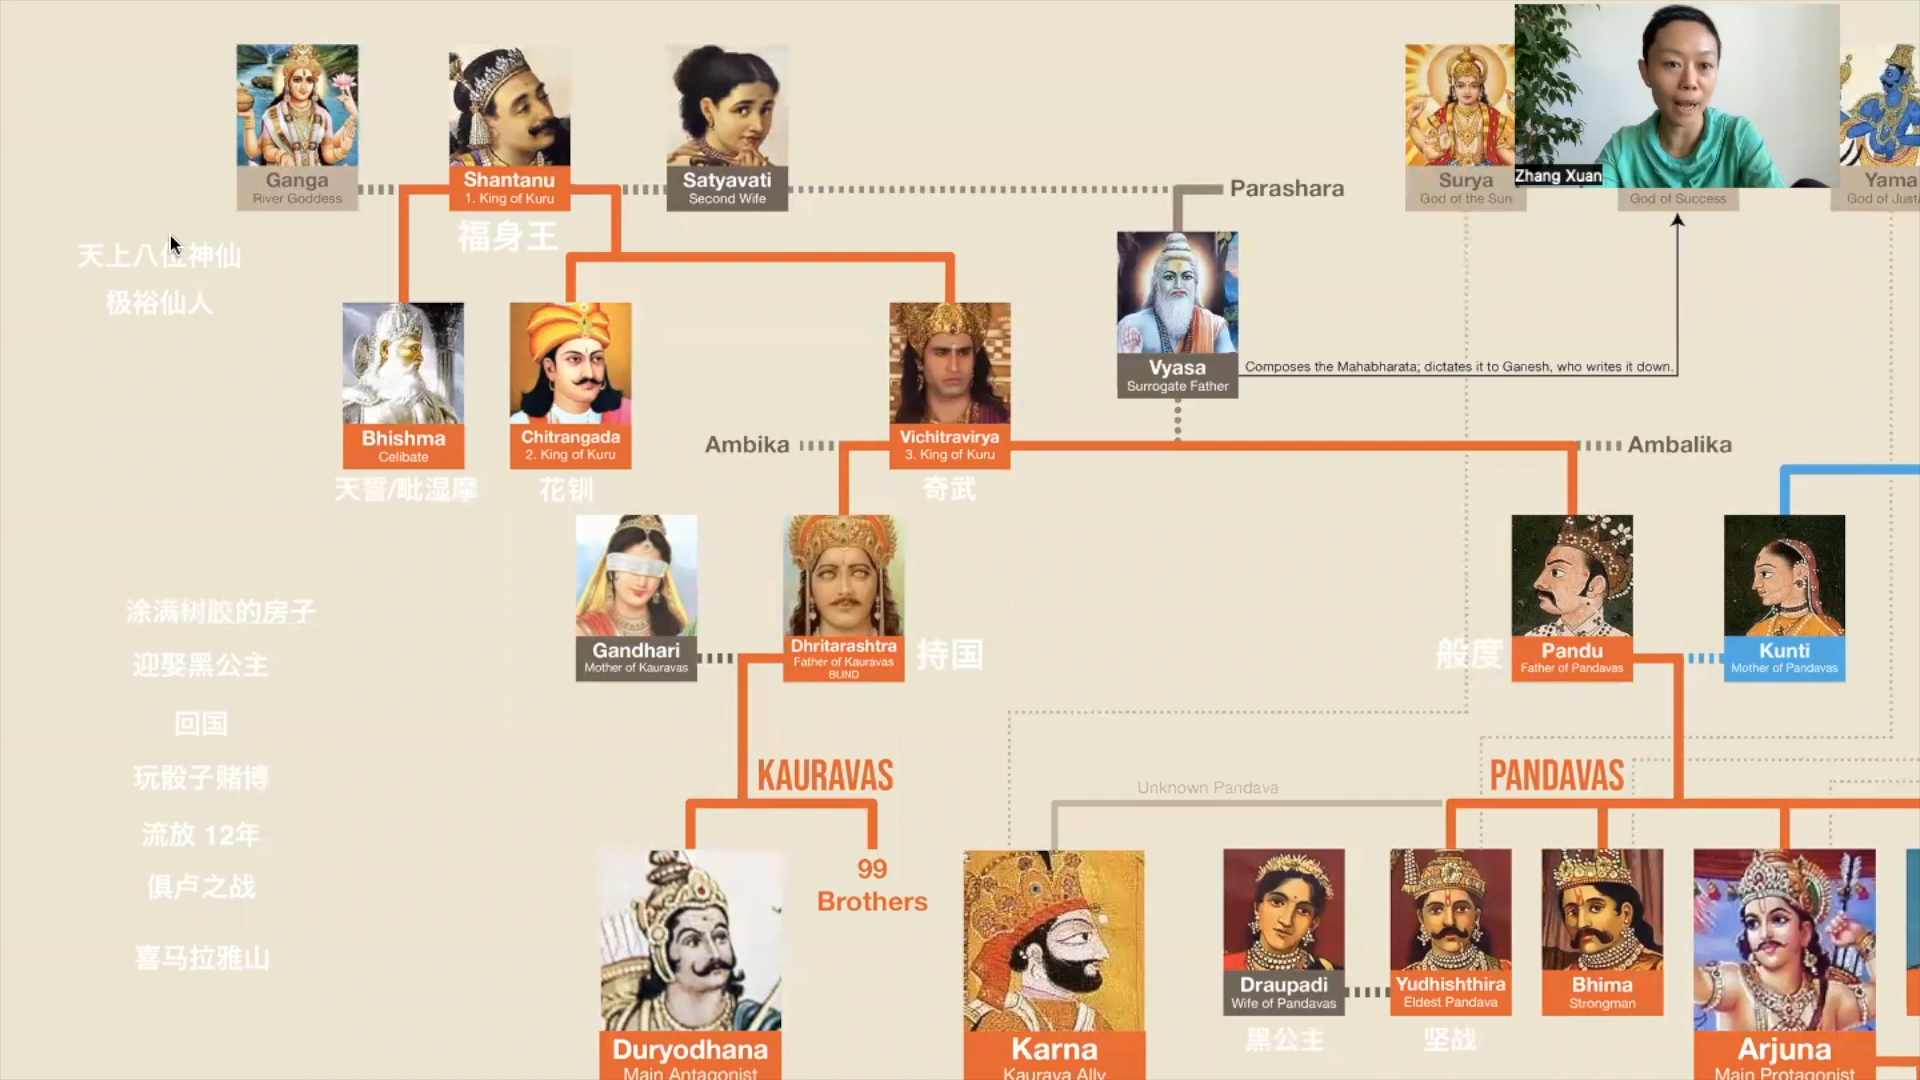 Ganga
River Goddess
Shantanu
1. King of Kuru
福身王
Satyavati
Second Wife
Parashara
Surya
God of the Sun
Zhang Xuan
God of Success
Yama
God of Justi
天上八位神仙
极裕仙人
Vyasa
Surrogate Father
Composes the Mahabharata; dictates it to Ganesh, who writes it down.
Bhishma
Celibate
天誓/毗湿摩
Chitrangada
2. King of Kuru
花钏
Ambika
Vichitravirya
3. King of Kuru
奇武
Ambalika
Gandhari
Mother of Kauravas
Dhritarashtra
Father of Kauravas
BLIND
持国
般度
Pandu
Father of Pandavas
Kunti
Mother of Pandavas
涂满树胶的房子
迎娶黑公主
回国
玩骰子赌博
流放 12年
俱卢之战
喜马拉雅山
KAURAVAS
99
Brothers
Unknown Pandava
PANDAVAS
Duryodhana
Main Antagonist
Karna
Kaurava Ally
Draupadi
Wife of Pandavas
黑公主
Yudhishthira
Eldest Pandava
坚战
Bhima
Strongman
Arjuna
Main Protagonist